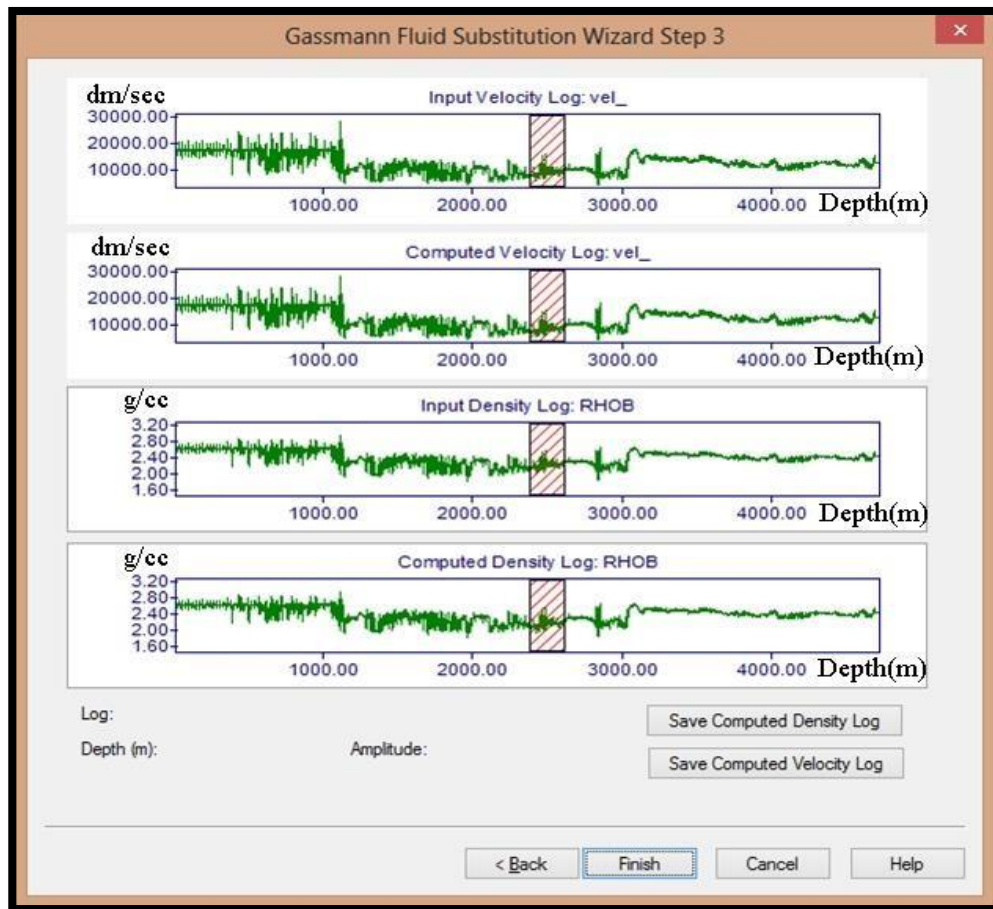 Gassmann Fluid Substitution Wizard Step 3
×
dm/sec
Input Velocity Log: vel_
30000.00
20000.00
10000.00
1000.00 2000.00 3000.00 4000.00 Depth(m)
dm/sec
Computed Velocity Log: vel_
30000.00
20000.00
10000.00
1000.00 2000.00 3000.00 4000.00 Depth(m)
g/cc
Input Density Log: RHOB
3.20
2.80
2.40
2.00
1.60
1000.00 2000.00 3000.00 4000.00 Depth(m)
g/cc
Computed Density Log: RHOB
3.20
2.80
2.40
2.00
1.60
1000.00 2000.00 3000.00 4000.00 Depth(m)
Log:
Save Computed Density Log
Depth (m): Amplitude:
Save Computed Velocity Log
< Back Finish Cancel Help